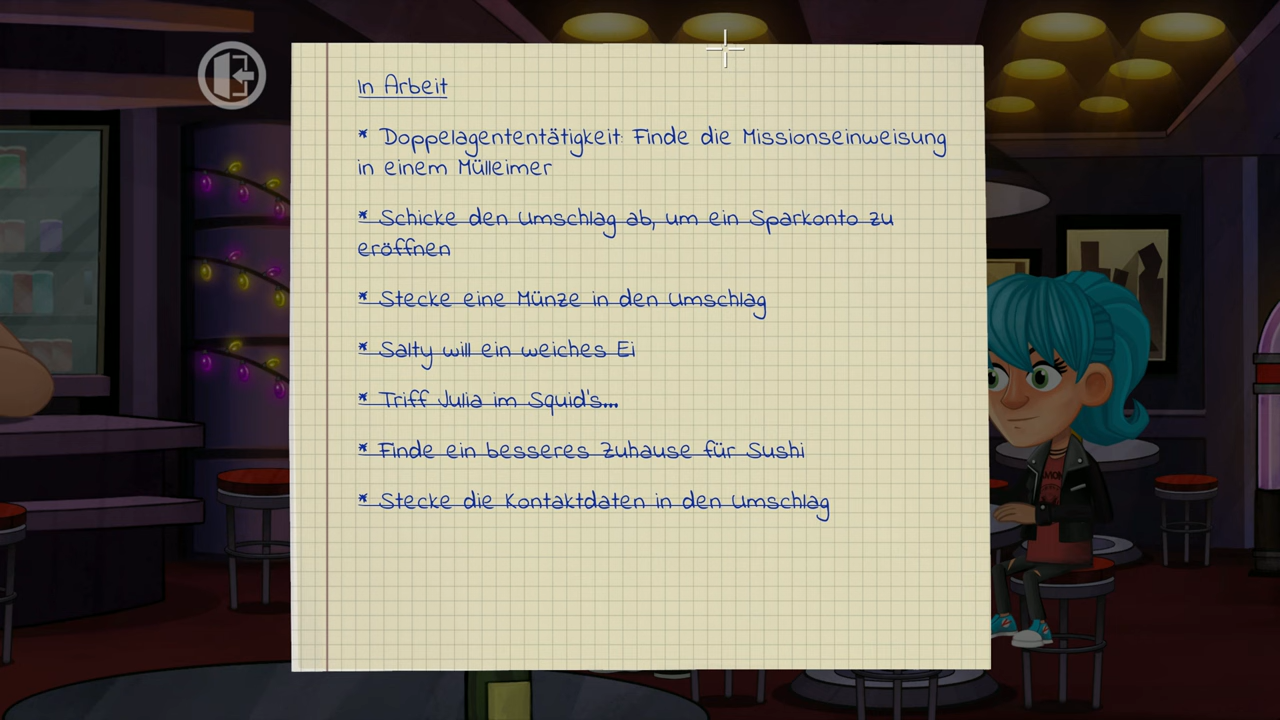 In Arbeit
* Doppelagententätigkeit: Finde die Missionseinweisung
in einem Mülleimer
* Schicke den Umschlag ab, um ein Sparkonto zu
eröffnen
* Stecke eine Münze in den Umschlag
* Salty will ein weiches Ei
* Triff Julia im Squid's...
* Finde ein besseres Zuhause für Sushi
* Stecke die Kontaktdaten in den Umschlag